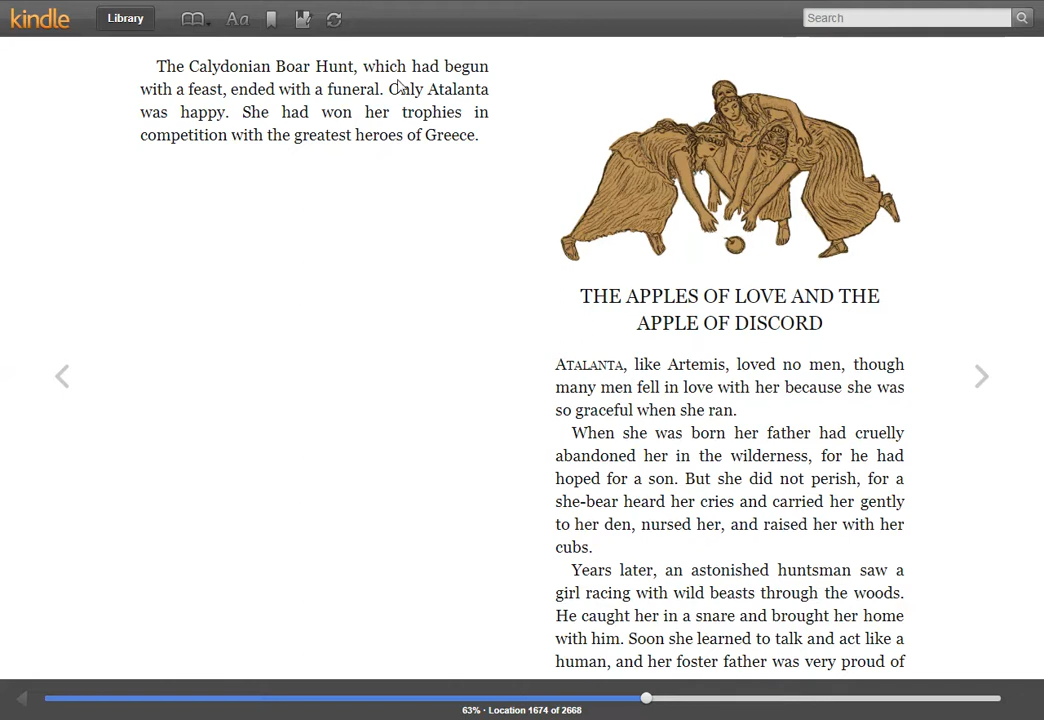 kindle
Library
Aa
Search
The Calydonian Boar Hunt, which had begun
with a feast, ended with a funeral. Only Atalanta
was happy. She had won her trophies in
competition with the greatest heroes of Greece.
THE APPLES OF LOVE AND THE
APPLE OF DISCORD
ATALANTA, like Artemis, loved no men, though
many men fell in love with her because she was
so graceful when she ran.
When she was born her father had cruelly
abandoned her in the wilderness, for he had
hoped for a son. But she did not perish, for a
she-bear heard her cries and carried her gently
to her den, nursed her, and raised her with her
cubs.
Years later, an astonished huntsman saw a
girl racing with wild beasts through the woods.
He caught her in a snare and brought her home
with him. Soon she learned to talk and act like a
human, and her foster father was very proud of
63% · Location 1674 of 2668